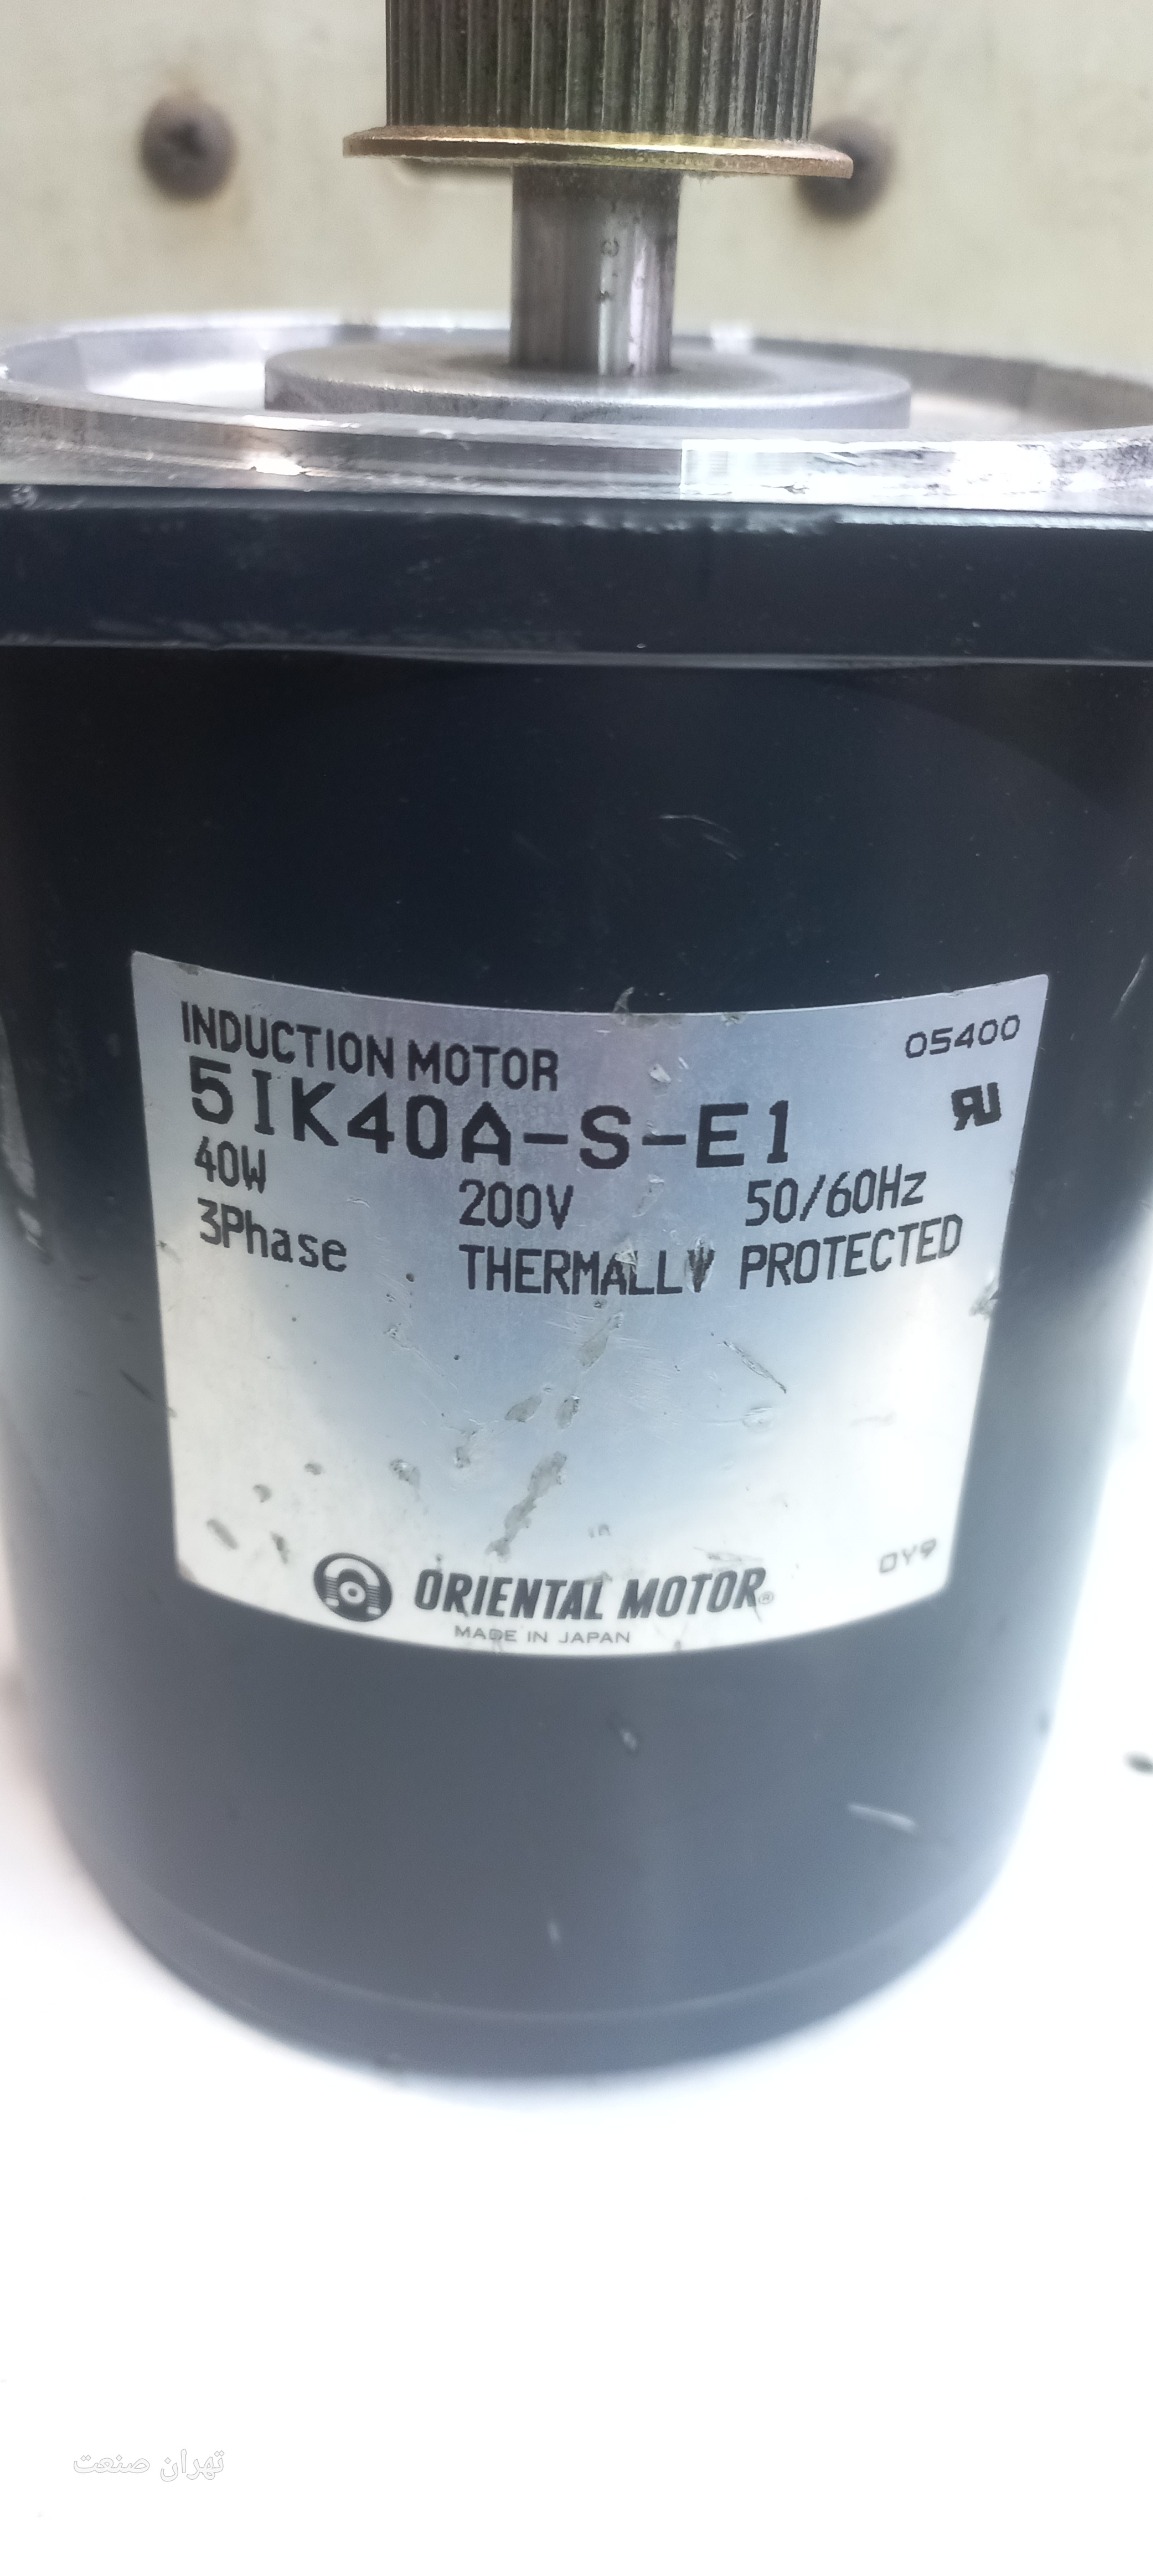 INDUCTION MOTOR
05400
5IK40A-S-E1
40W 200V 50/60Hz
3Phase THERMALLY PROTECTED
0Y9
ORIENTAL MOTOR®
MADE IN JAPAN
تهران صنعت